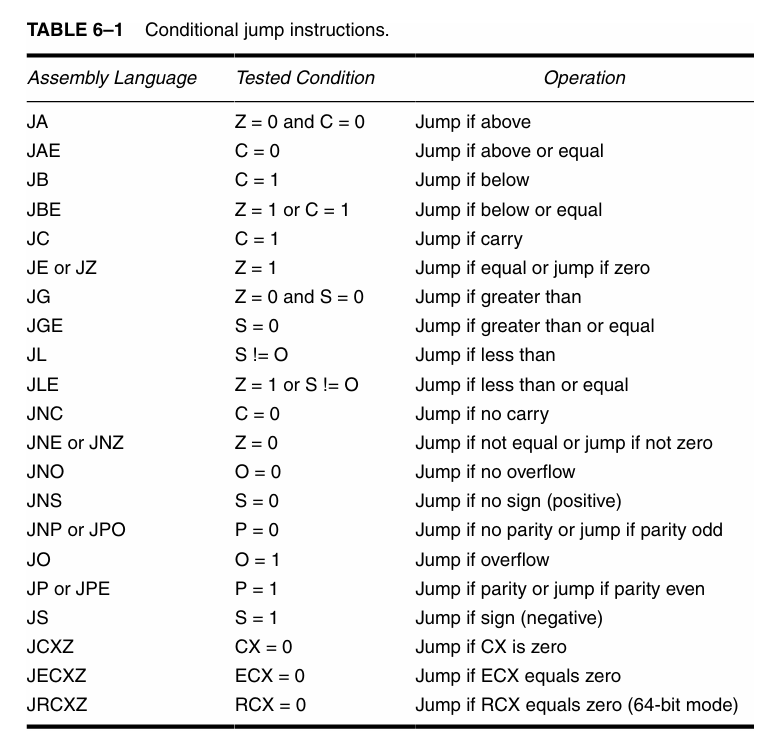 TABLE 6–1 Conditional jump instructions.
Assembly Language Tested Condition Operation
JA Z = 0 and C = 0 Jump if above
JAE C = 0 Jump if above or equal
JB C = 1 Jump if below
JBE Z = 1 or C = 1 Jump if below or equal
JC C = 1 Jump if carry
JE or JZ Z = 1 Jump if equal or jump if zero
JG Z = 0 and S = 0 Jump if greater than
JGE S = 0 Jump if greater than or equal
JL S != O Jump if less than
JLE Z = 1 or S != O Jump if less than or equal
JNC C = 0 Jump if no carry
JNE or JNZ Z = 0 Jump if not equal or jump if not zero
JNO O = 0 Jump if no overflow
JNS S = 0 Jump if no sign (positive)
JNP or JPO P = 0 Jump if no parity or jump if parity odd
JO O = 1 Jump if overflow
JP or JPE P = 1 Jump if parity or jump if parity even
JS S = 1 Jump if sign (negative)
JCXZ CX = 0 Jump if CX is zero
JECXZ ECX = 0 Jump if ECX equals zero
JRCXZ RCX = 0 Jump if RCX equals zero (64-bit mode)